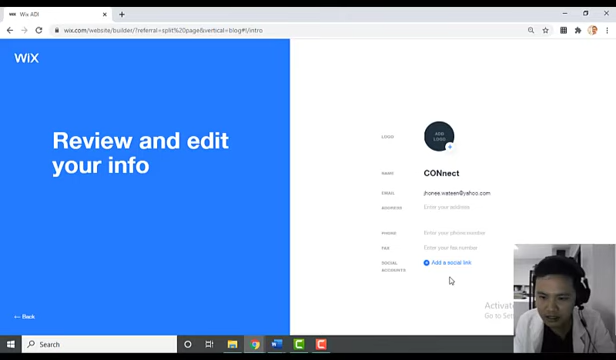 Wix ADI
wix.com/website/builder/?referral=split%20page&vertical=blog#!/intro
WiX
Review and edit
your info
← Back
LOGO
ADD
LOGO
NAME
CONnect
EMAIL
jhonee.wateen@yahoo.com
ADDRESS
Enter your address
PHONE
Enter your phone number
FAX
Enter your fax number
SOCIAL
ACCOUNTS
Add a social link
Activate
Go to Set
Search